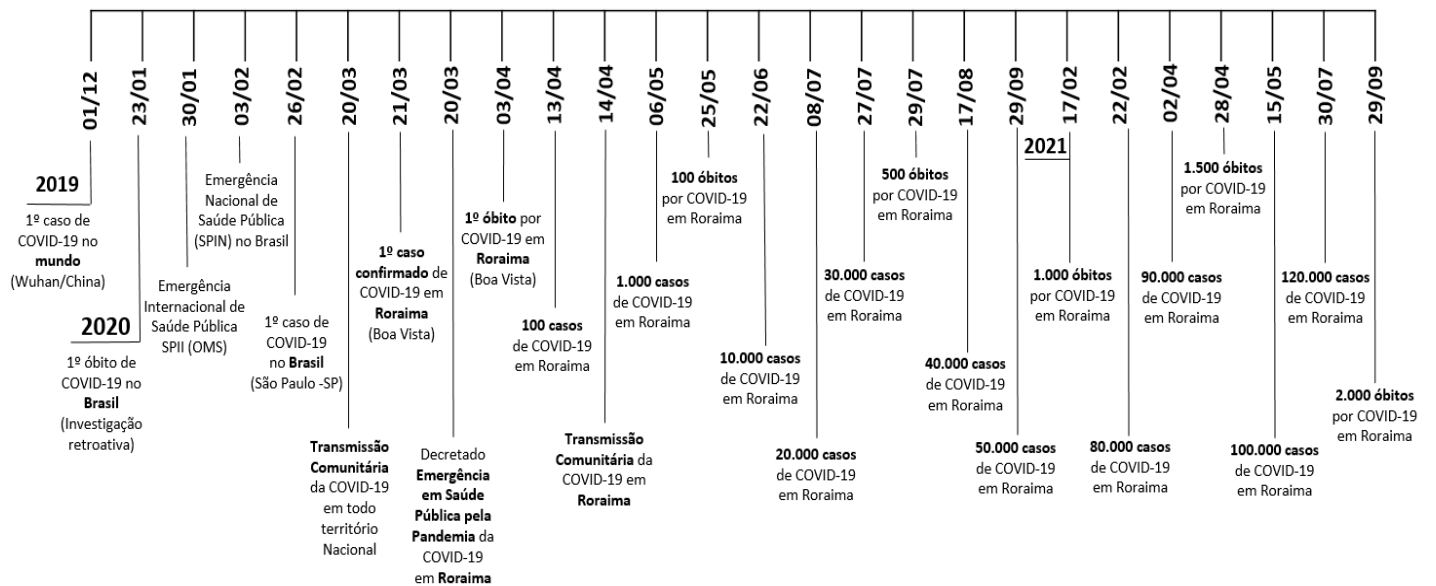 01/12
23/01
30/01
03/02
26/02
20/03
21/03
20/03
03/04
13/04
14/04
06/05
25/05
22/06
08/07
27/07
29/07
17/08
29/09
17/02
22/02
02/04
28/04
15/05
30/07
29/09
2019
1º caso de
COVID-19 no
mundo
(Wuhan/China)
2020
1º óbito de
COVID-19 no
Brasil
(Investigação
retroativa)
Emergência
Internacional de
Saúde Pública
SPII (OMS)
Emergência
Nacional de
Saúde Pública
(SPIN) no Brasil
1º caso de
COVID-19
no Brasil
(São Paulo -SP)
Transmissão
Comunitária
da COVID-19
em todo
território
Nacional
1º caso
confirmado de
COVID-19 em
Roraima
(Boa Vista)
Decretado
Emergência
em Saúde
Pública pela
Pandemia da
COVID-19
em Roraima
1º óbito por
COVID-19 em
Roraima
(Boa Vista)
100 casos
de COVID-19
em Roraima
Transmissão
Comunitária da
COVID-19 em
Roraima
1.000 casos
de COVID-19
em Roraima
100 óbitos
por COVID-19
em Roraima
10.000 casos
de COVID-19
em Roraima
20.000 casos
de COVID-19
em Roraima
30.000 casos
de COVID-19
em Roraima
500 óbitos
por COVID-19
em Roraima
40.000 casos
de COVID-19
em Roraima
50.000 casos
de COVID-19
em Roraima
2021
1.000 óbitos
por COVID-19
em Roraima
80.000 casos
de COVID-19
em Roraima
90.000 casos
de COVID-19
em Roraima
1.500 óbitos
por COVID-19
em Roraima
100.000 casos
de COVID-19
em Roraima
120.000 casos
de COVID-19
em Roraima
2.000 óbitos
por COVID-19
em Roraima